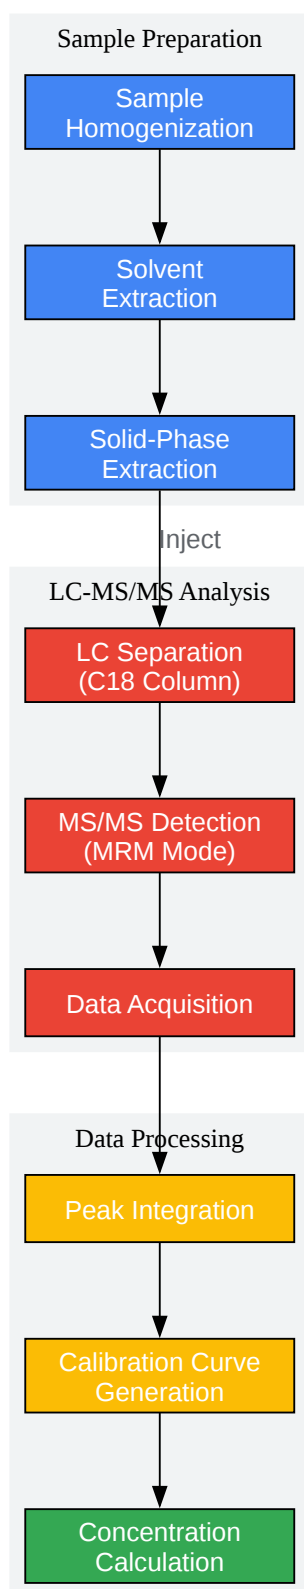 Sample Preparation
Sample
Homogenization
Solvent
Extraction
Solid-Phase
Extraction
Inject
LC-MS/MS Analysis
LC Separation
(C18 Column)
MS/MS Detection
(MRM Mode)
Data Acquisition
Data Processing
Peak Integration
Calibration Curve
Generation
Concentration
Calculation